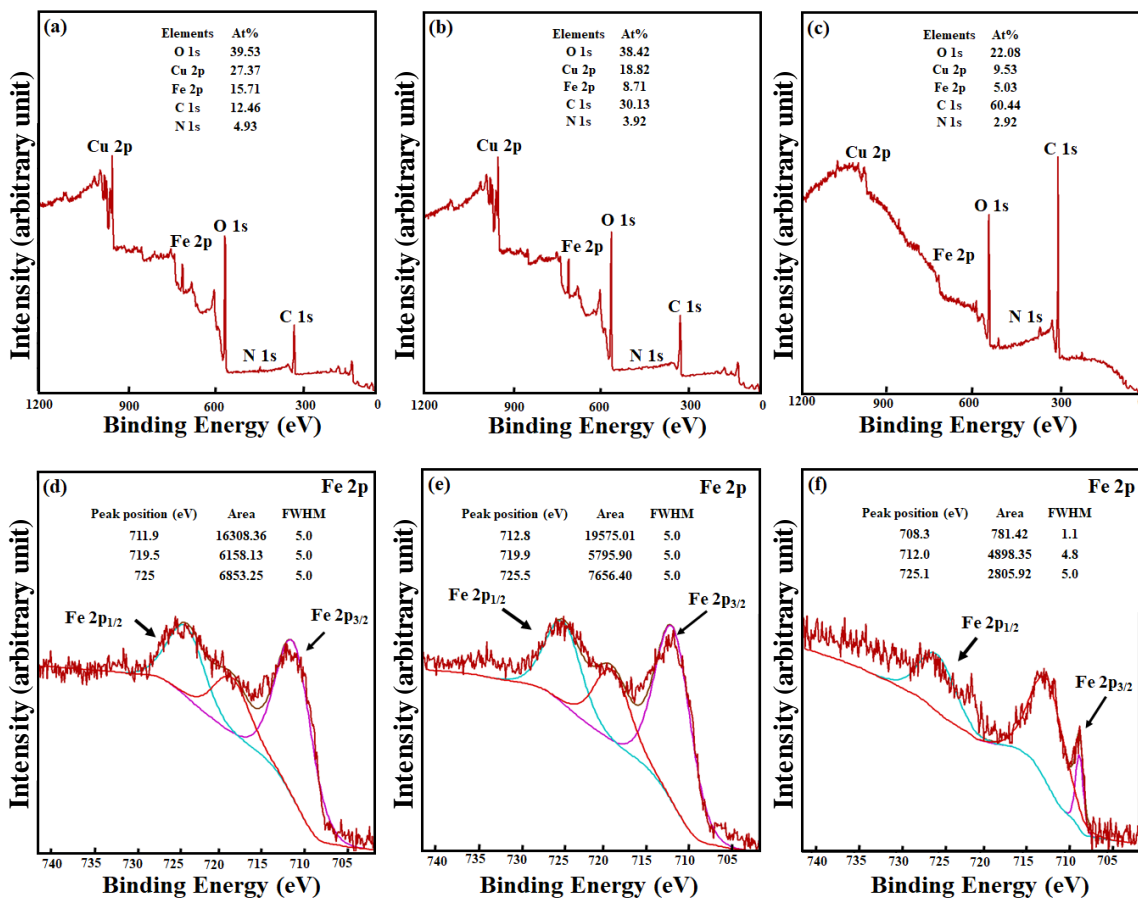 (a)
Elements At%
O 1s 39.53
Cu 2p 27.37
Fe 2p 15.71
C 1s 12.46
N 1s 4.93
Cu 2p
O 1s
Fe 2p
C 1s
N 1s
1200 900 600 300 0
Binding Energy (eV)
Intensity (arbitrary unit)
(b)
Elements At%
O 1s 38.42
Cu 2p 18.82
Fe 2p 8.71
C 1s 30.13
N 1s 3.92
Cu 2p
O 1s
Fe 2p
C 1s
N 1s
1200 900 600 300 0
Binding Energy (eV)
Intensity (arbitrary unit)
(c)
Elements At%
O 1s 22.08
Cu 2p 9.53
Fe 2p 5.03
C 1s 60.44
N 1s 2.92
Cu 2p
C 1s
O 1s
Fe 2p
N 1s
1200 900 600 300
Binding Energy (eV)
Intensity (arbitrary unit)
(d)
Fe 2p
Peak position (eV) Area FWHM
711.9 16308.36 5.0
719.5 6158.13 5.0
725 6853.25 5.0
Fe 2p1/2
Fe 2p3/2
740 735 730 725 720 715 710 705
Binding Energy (eV)
Intensity (arbitrary unit)
(e)
Fe 2p
Peak position (eV) Area FWHM
712.8 19575.01 5.0
719.9 5795.90 5.0
725.5 7656.40 5.0
Fe 2p1/2
Fe 2p3/2
740 735 730 725 720 715 710 705
Binding Energy (eV)
Intensity (arbitrary unit)
(f)
Fe 2p
Peak position (eV) Area FWHM
708.3 781.42 1.1
712.0 4898.35 4.8
725.1 2805.92 5.0
Fe 2p1/2
Fe 2p3/2
740 735 730 725 720 715 710 705
Binding Energy (eV)
Intensity (arbitrary unit)